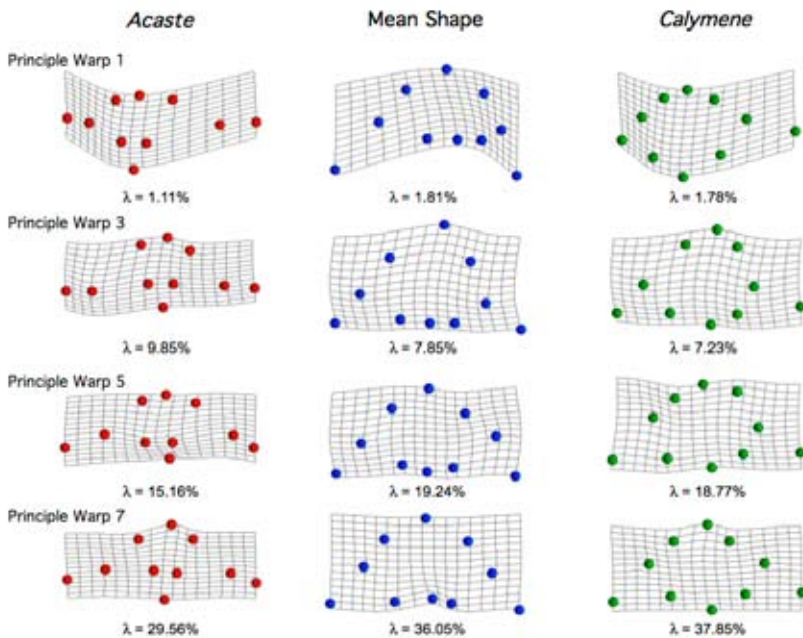 Acaste Mean Shape Calymene
Principle Warp 1
λ = 1.11% λ = 1.81% λ = 1.78%
Principle Warp 3
λ = 9.85% λ = 7.85% λ = 7.23%
Principle Warp 5
λ = 15.16% λ = 19.24% λ = 18.77%
Principle Warp 7
λ = 29.56% λ = 36.05% λ = 37.85%